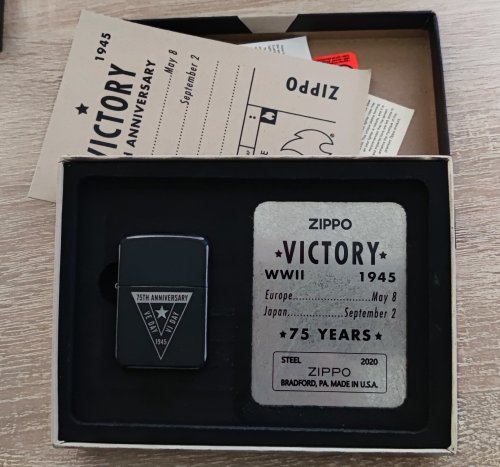 1945
★ VICTORY
ANNIVERSARY
.....May 8
..........September 2
ZIPPO
75TH ANNIVERSARY
VE DAY
VJ DAY
1945
ZIPPO
★VICTORY★
WWII 1945
Europe......................May 8
Japan................September 2
★75 YEARS★
STEEL 2020
ZIPPO
BRADFORD, PA. MADE IN U.S.A.